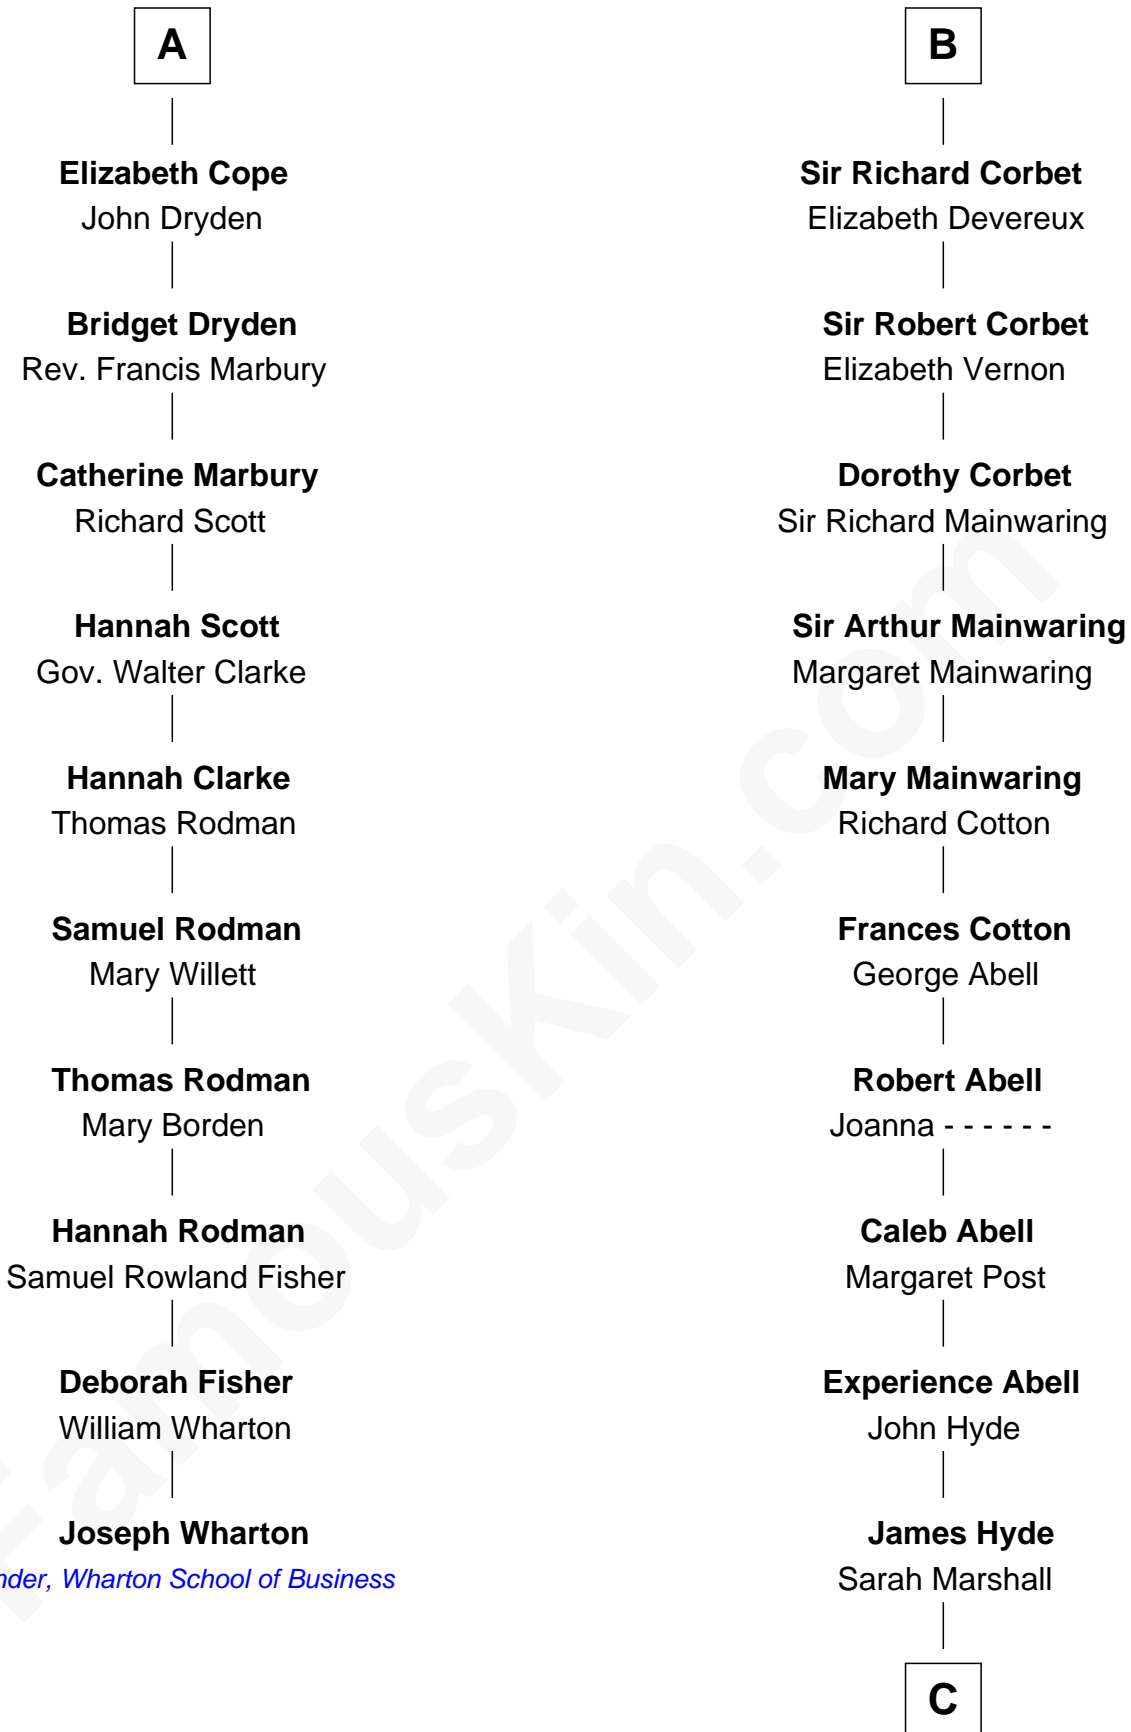 A
Elizabeth Cope
John Dryden
Bridget Dryden
Rev. Francis Marbury
Catherine Marbury
Richard Scott
Hannah Scott
Gov. Walter Clarke
Hannah Clarke
Thomas Rodman
Samuel Rodman
Mary Willett
Thomas Rodman
Mary Borden
Hannah Rodman
Samuel Rowland Fisher
Deborah Fisher
William Wharton
Joseph Wharton
nder, Wharton School of Business
B
Sir Richard Corbet
Elizabeth Devereux
Sir Robert Corbet
Elizabeth Vernon
Dorothy Corbet
Sir Richard Mainwaring
Sir Arthur Mainwaring
Margaret Mainwaring
Mary Mainwaring
Richard Cotton
Frances Cotton
George Abell
Robert Abell
Joanna - - - - - -
Caleb Abell
Margaret Post
Experience Abell
John Hyde
James Hyde
Sarah Marshall
C
FamousKin.com